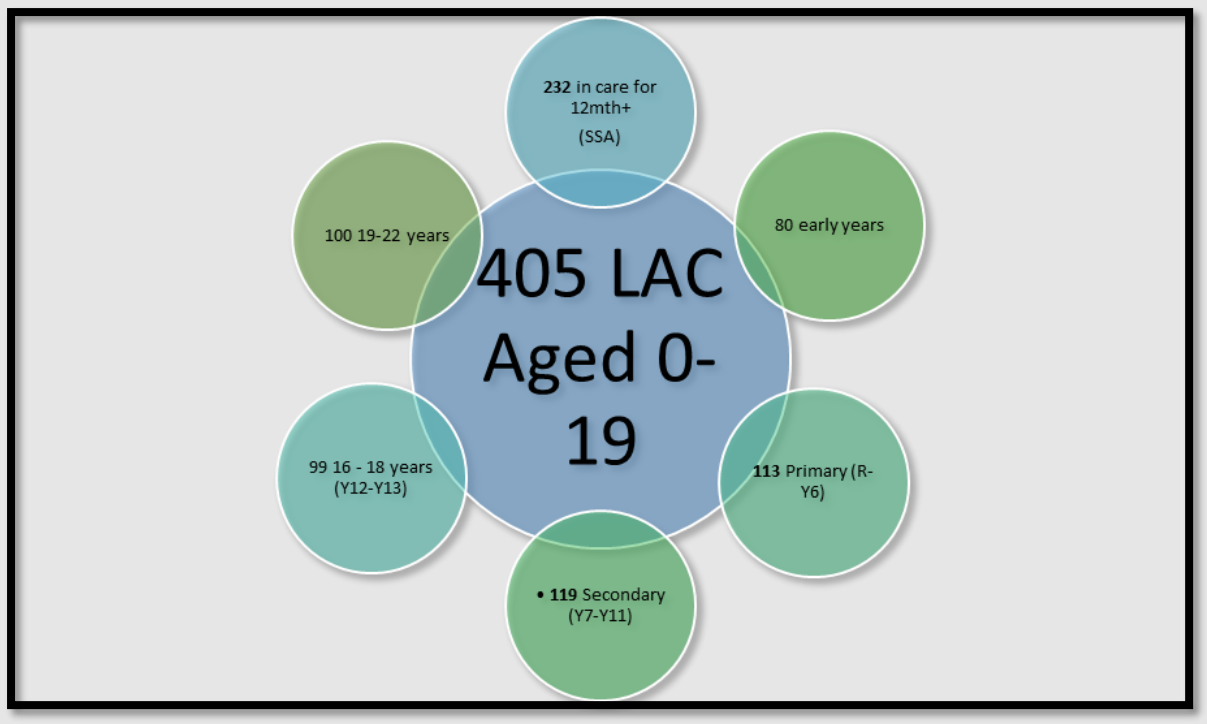 232 in care for
12mth+
(SSA)
80 early years
100 19-22 years
405 LAC
Aged 0-
19
99 16 - 18 years
(Y12-Y13)
113 Primary (R-
Y6)
• 119 Secondary
(Y7-Y11)